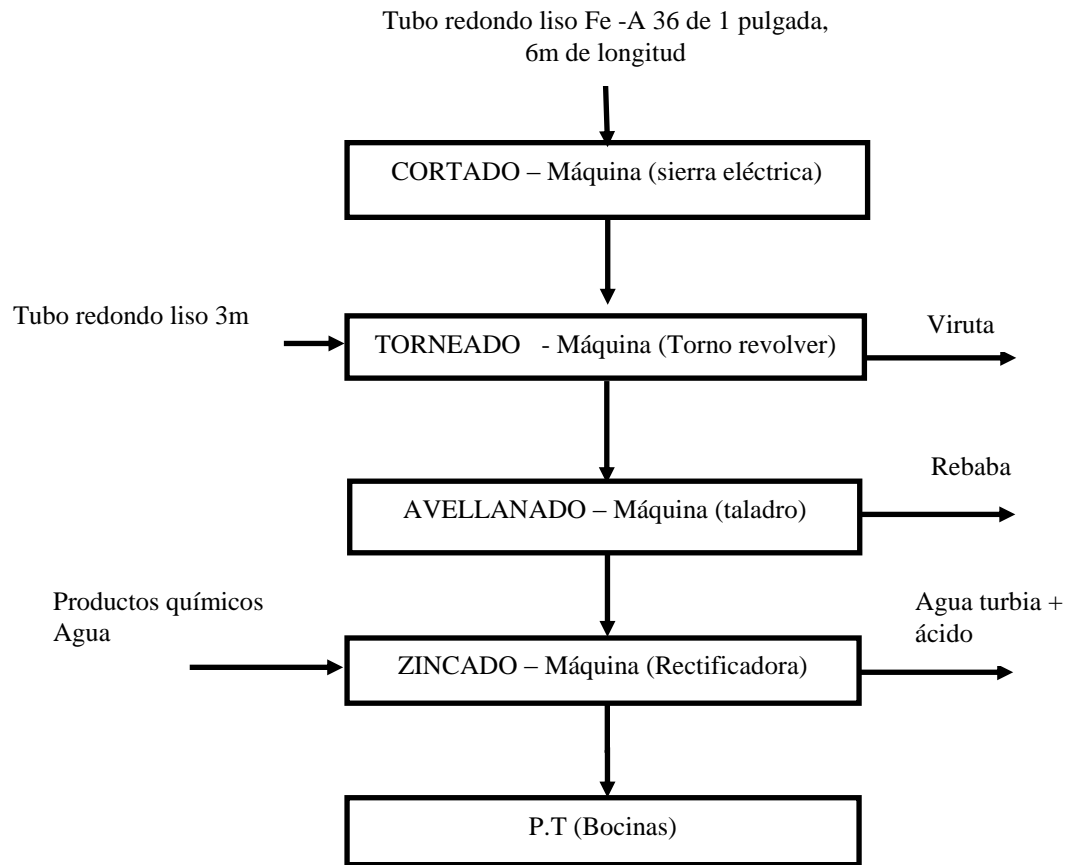 Tubo redondo liso Fe -A 36 de 1 pulgada,
6m de longitud
CORTADO – Máquina (sierra eléctrica)
Tubo redondo liso 3m
TORNEADO - Máquina (Torno revolver)
Viruta
Rebaba
AVELLANADO – Máquina (taladro)
Productos químicos
Agua
Agua turbia +
ácido
ZINCADO – Máquina (Rectificadora)
P.T (Bocinas)